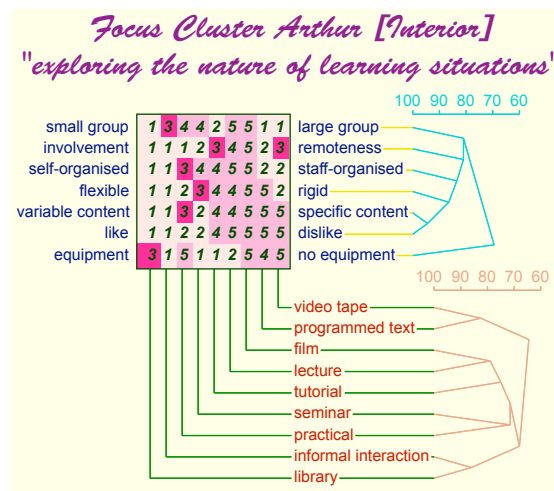 Focus Cluster Arthur [Interior]
"exploring the nature of learning situations"
100 90 80 70 60
small group 1 3 4 4 2 5 5 1 1 large group
involvement 1 1 1 2 3 4 5 2 3 remoteness
self-organised 1 1 3 4 4 5 5 2 2 staff-organised
flexible 1 1 2 3 4 4 5 5 2 rigid
variable content 1 1 3 2 4 4 5 5 5 specific content
like 1 1 2 2 4 5 5 5 5 dislike
equipment 3 1 5 1 1 2 5 4 5 no equipment
100 90 80 70 60
video tape
programmed text
film
lecture
tutorial
seminar
practical
informal interaction
library